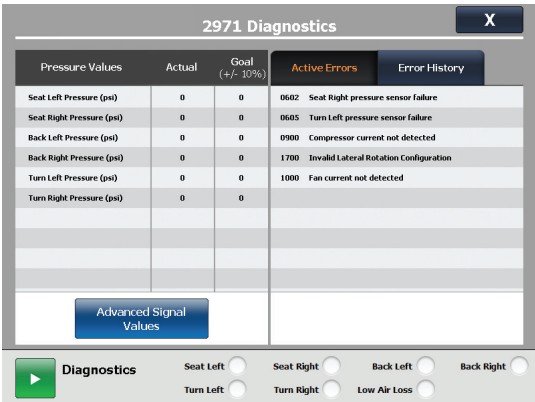 2971 Diagnostics
X
Pressure Values Actual Goal (+/- 10%)
Seat Left Pressure (psi) 0 0
Seat Right Pressure (psi) 0 0
Back Left Pressure (psi) 0 0
Back Right Pressure (psi) 0 0
Turn Left Pressure (psi) 0 0
Turn Right Pressure (psi) 0 0
Active Errors Error History
0602 Seat Right pressure sensor failure
0605 Turn Left pressure sensor failure
0900 Compressor current not detected
1700 Invalid Lateral Rotation Configuration
1000 Fan current not detected
Advanced Signal
Values
Diagnostics
Seat Left Seat Right Back Left Back Right
Turn Left Turn Right Low Air Loss